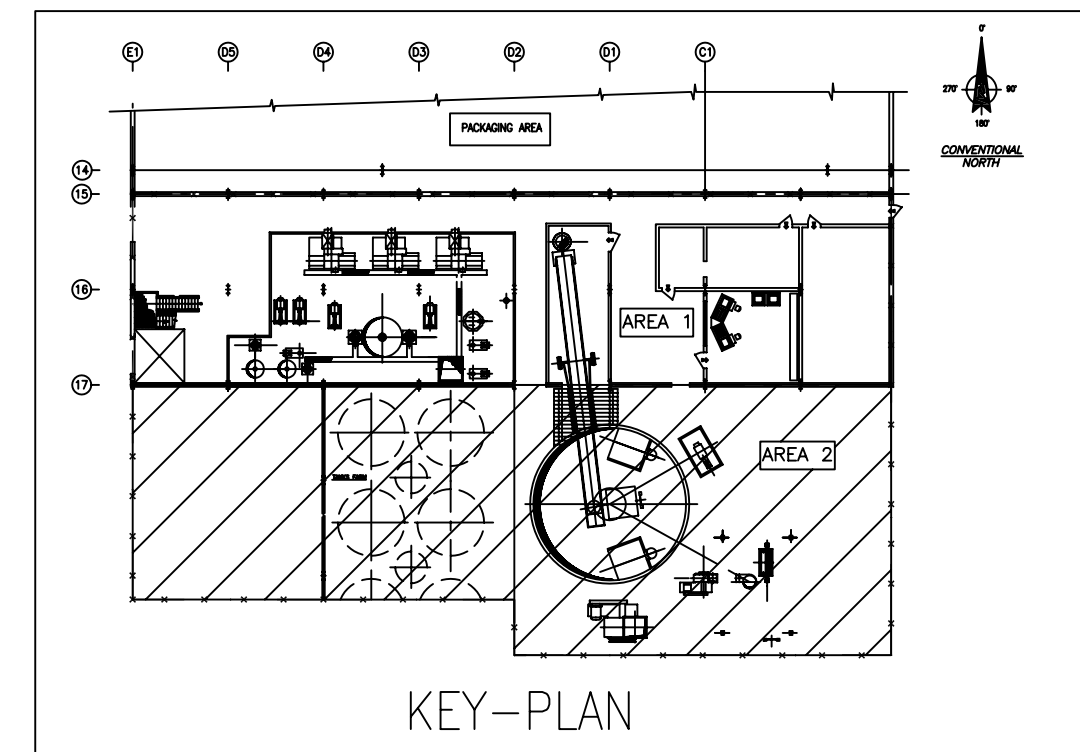 E1 D5 D4 D3 D2 D1 C1
0°
270° 90°
180°
PACKAGING AREA
CONVENTIONAL
NORTH
14
15
16
AREA 1
17
AREA 2
KEY-PLAN